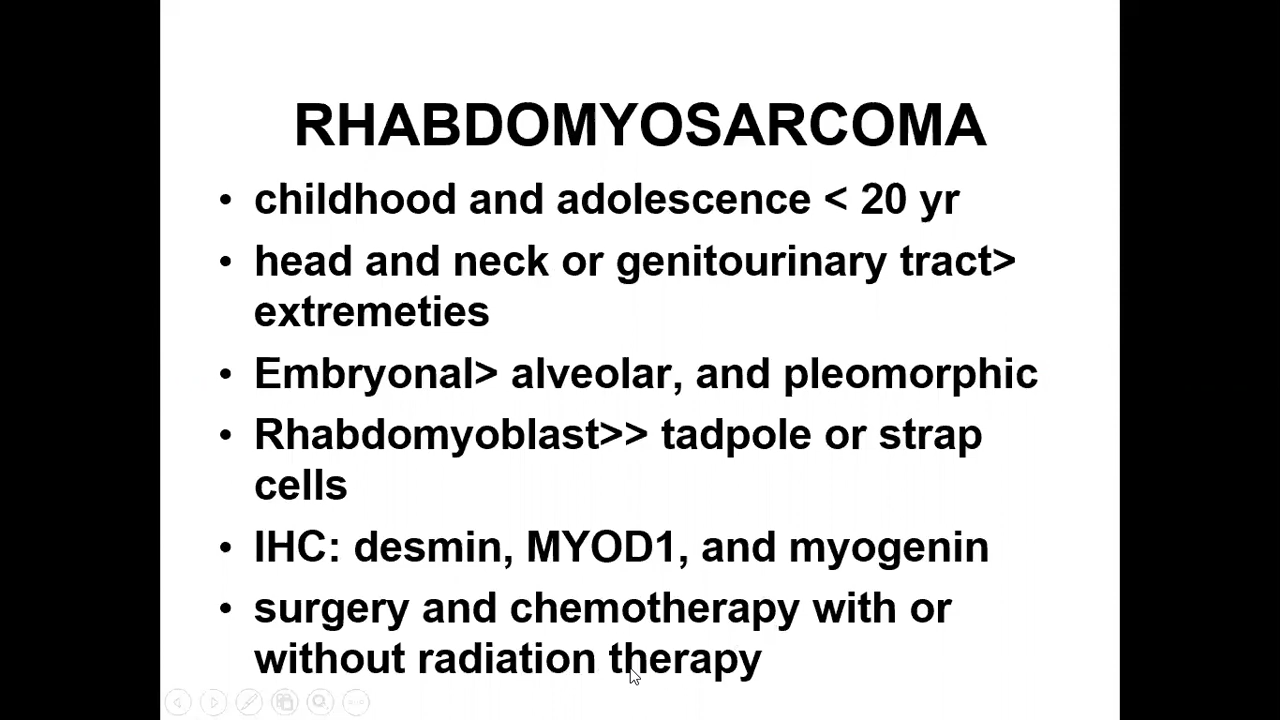 RHABDOMYOSARCOMA
• childhood and adolescence < 20 yr
• head and neck or genitourinary tract>
extremeties
• Embryonal> alveolar, and pleomorphic
• Rhabdomyoblast>> tadpole or strap
cells
• IHC: desmin, MYOD1, and myogenin
• surgery and chemotherapy with or
without radiation therapy